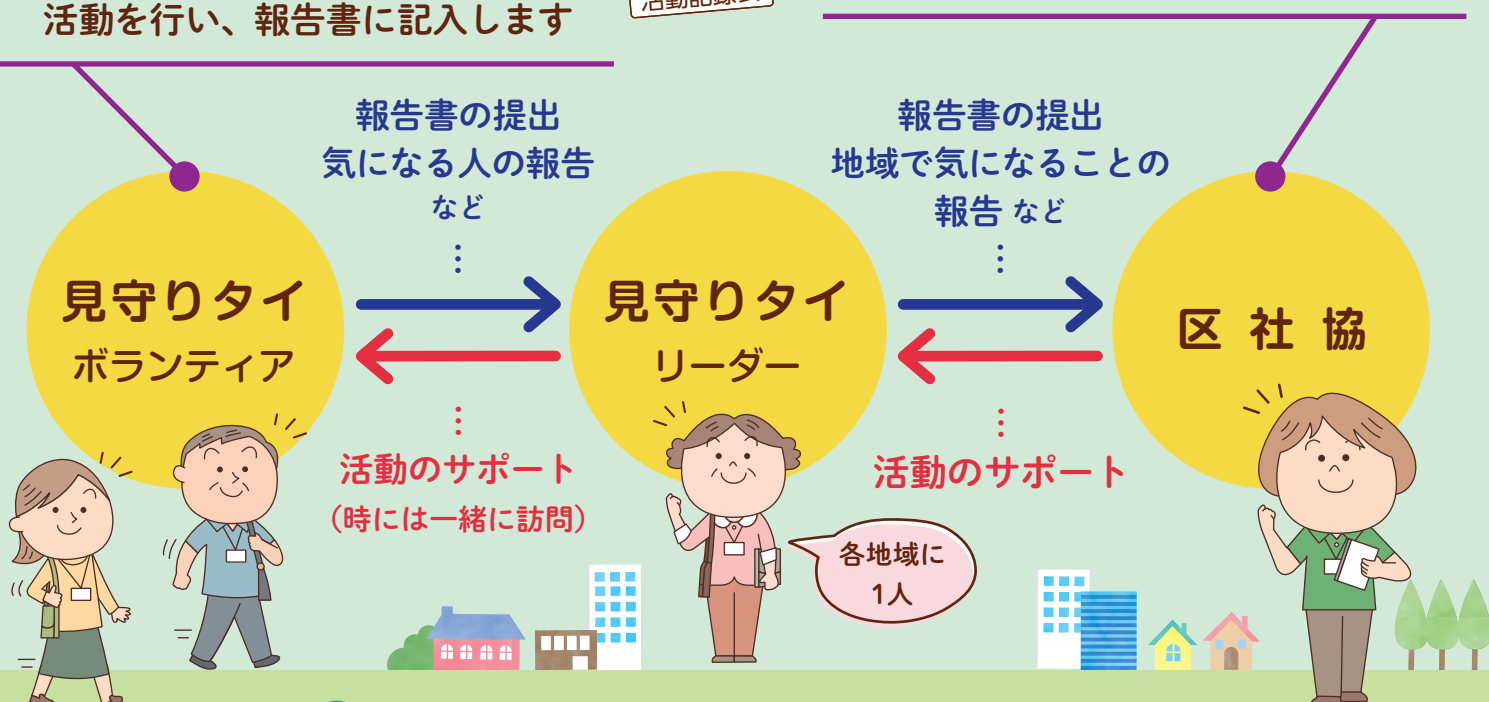 活動を行い、報告書に記入します
報告書の提出
気になる人の報告
など
報告書の提出
地域で気になることの
報告 など
見守りタイ
ボランティア
見守りタイ
リーダー
区社協
活動のサポート
（時には一緒に訪問）
活動のサポート
各地域に
1人